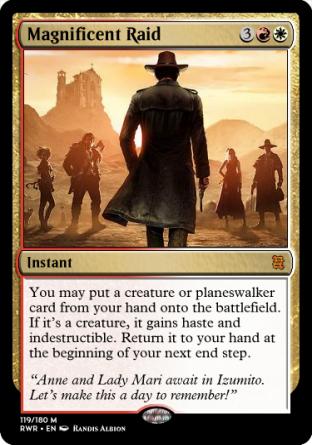 Magnificent Raid 3
Instant
You may put a creature or planeswalker
card from your hand onto the battlefield.
If it's a creature, it gains haste and
indestructible. Return it to your hand at
the beginning of your next end step.
"Anne and Lady Mari await in Izumito.
Let's make this a day to remember!"
119/180 M
RWR • EN Randis Albion